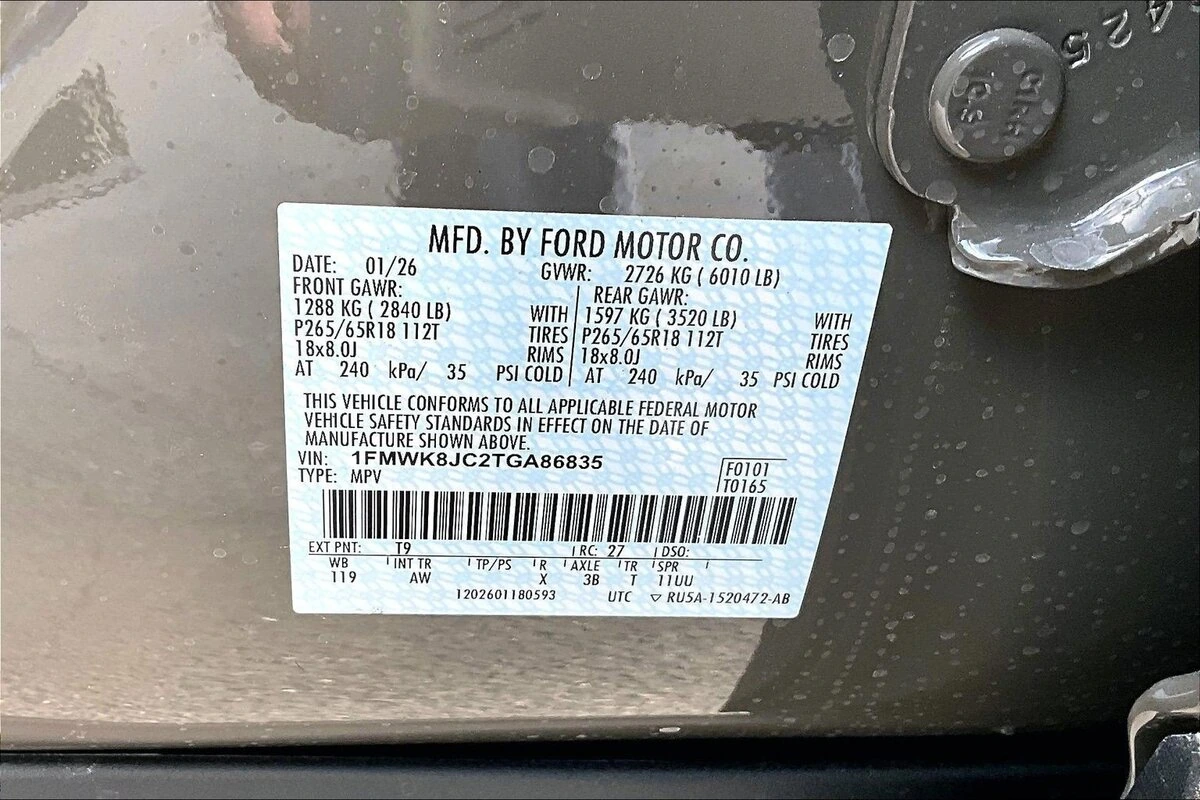 425
MFD. BY FORD MOTOR CO.
DATE: 01/26 GVWR: 2726 KG ( 6010 LB)
FRONT GAWR: REAR GAWR:
1288 KG ( 2840 LB) WITH 1597 KG ( 3520 LB) WITH
P265/65R18 112T TIRES P265/65R18 112T TIRES
18x8.0J RIMS 18x8.0J RIMS
AT 240 kPa/ 35 PSI COLD AT 240 kPa/ 35 PSI COLD
THIS VEHICLE CONFORMS TO ALL APPLICABLE FEDERAL MOTOR
VEHICLE SAFETY STANDARDS IN EFFECT ON THE DATE OF
MANUFACTURE SHOWN ABOVE.
VIN: 1FMWK8JC2TGA86835 F0101
TYPE: MPV T0165
EXT PNT: T9 RC: 27 DSO:
WB INT TR TP/PS R AXLE TR SPR
119 AW X 3B T 11UU
1202601180593 UTC ▽ RU5A-1520472-AB